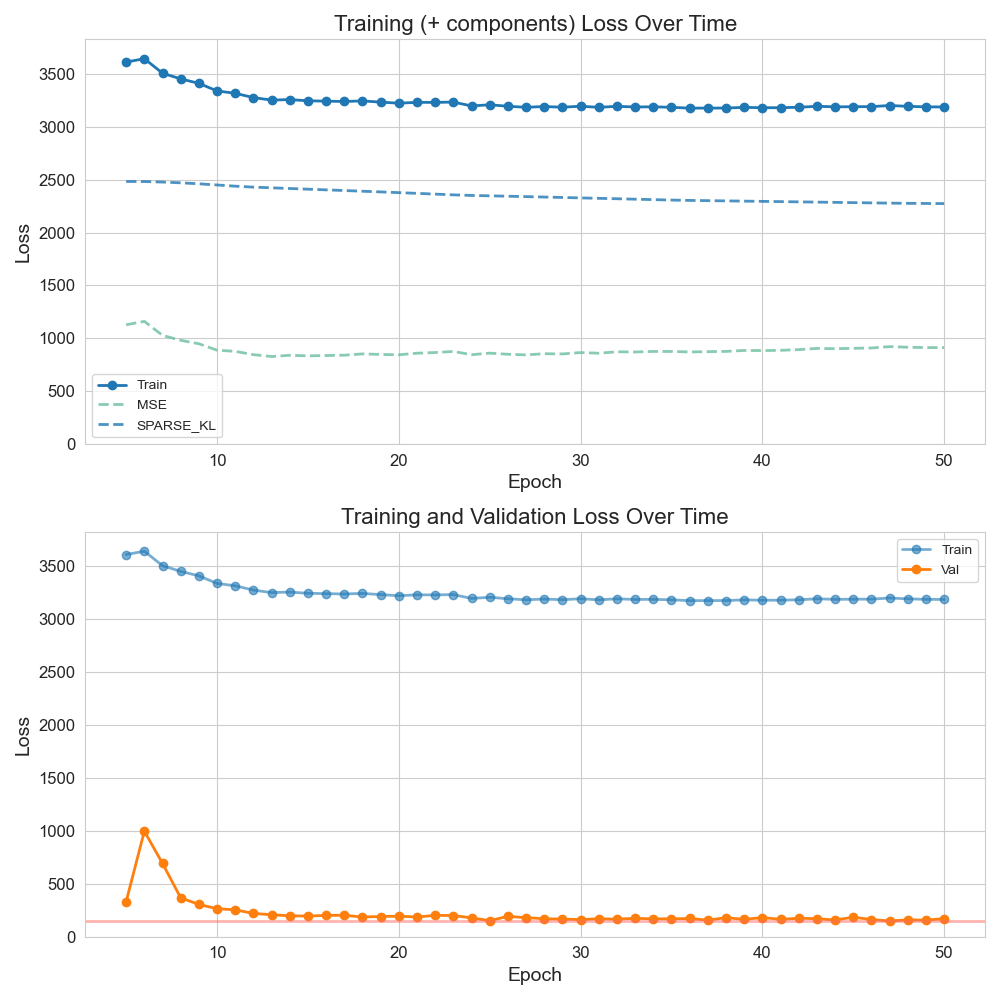 Training (+ components) Loss Over Time
Loss
3500
3000
2500
2000
1500
1000
500
0
Train
MSE
SPARSE_KL
10 20 30 40 50
Epoch
Training and Validation Loss Over Time
Loss
3500
3000
2500
2000
1500
1000
500
0
Train
Val
10 20 30 40 50
Epoch